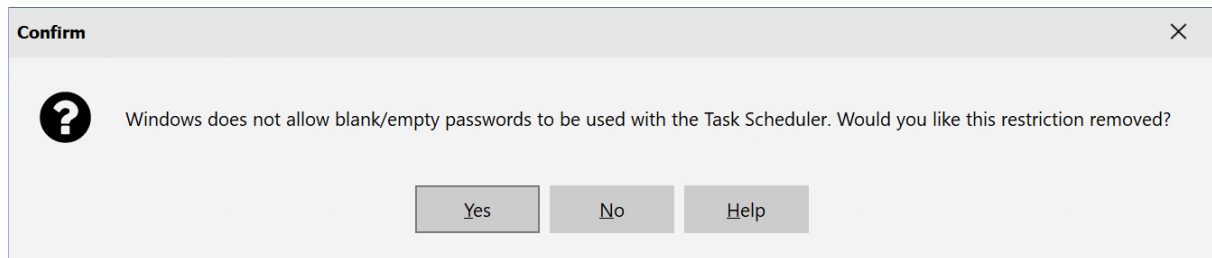 Confirm
Windows does not allow blank/empty passwords to be used with the Task Scheduler. Would you like this restriction removed?
Yes No Help